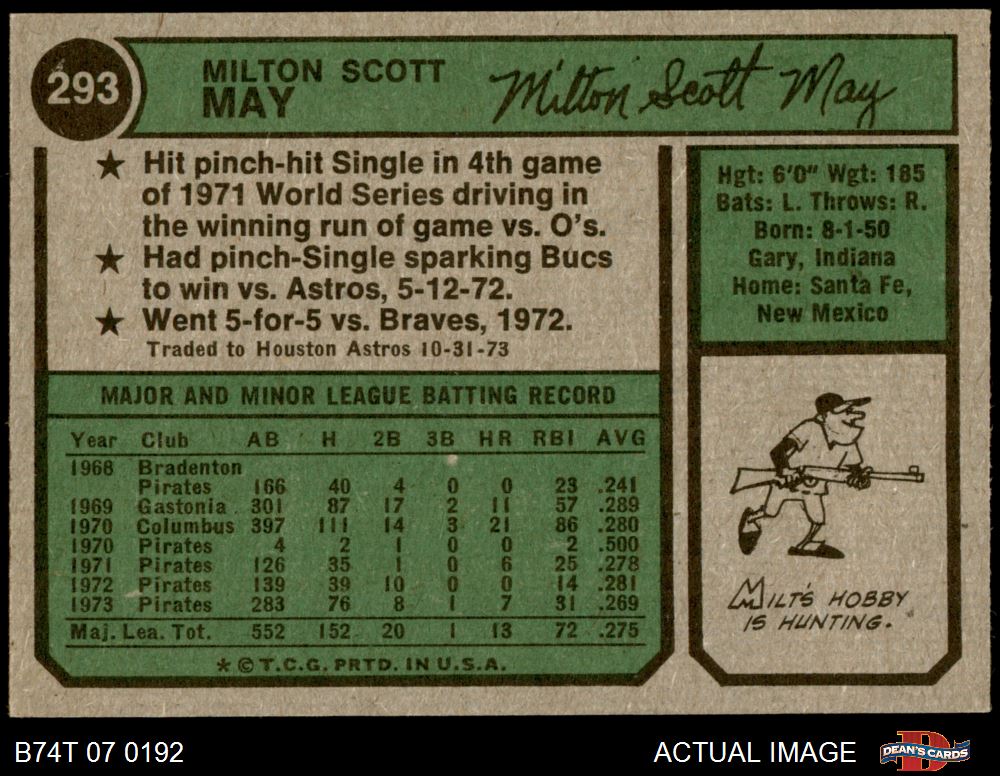 293
MILTON SCOTT
MAY
Milton Scott May
★ Hit pinch-hit Single in 4th game
of 1971 World Series driving in
the winning run of game vs. O's.
★ Had pinch-Single sparking Bucs
to win vs. Astros, 5-12-72.
★ Went 5-for-5 vs. Braves, 1972.
Traded to Houston Astros 10-31-73
Hgt: 6'0" Wgt: 185
Bats: L. Throws: R.
Born: 8-1-50
Gary, Indiana
Home: Santa Fe,
New Mexico
MAJOR AND MINOR LEAGUE BATTING RECORD
Year Club AB H 2B 3B HR RBI AVG
1968 Bradenton
Pirates 166 40 4 0 0 23 .241
1969 Gastonia 301 87 17 2 11 57 .289
1970 Columbus 397 111 14 3 21 86 .280
1970 Pirates 4 2 1 0 0 2 .500
1971 Pirates 126 35 1 0 6 25 .278
1972 Pirates 139 39 10 0 0 14 .281
1973 Pirates 283 76 8 1 7 31 .269
Maj. Lea. Tot. 552 152 20 1 13 72 .275
* © T.C.G. PRTD. IN U.S.A.
MILT'S HOBBY
IS HUNTING.
B74T 07 0192
ACTUAL IMAGE
DEAN'S CARDS